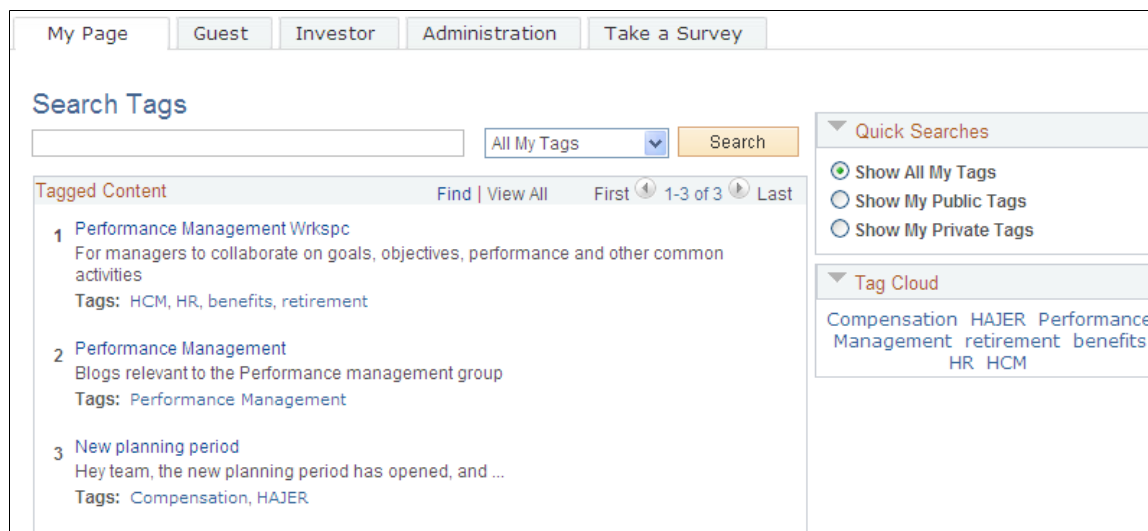 My Page Guest Investor Administration Take a Survey
Search Tags
All My Tags Search
Tagged Content Find | View All First 1-3 of 3 Last
1 Performance Management Wrkspc
For managers to collaborate on goals, objectives, performance and other common
activities
Tags: HCM, HR, benefits, retirement
2 Performance Management
Blogs relevant to the Performance management group
Tags: Performance Management
3 New planning period
Hey team, the new planning period has opened, and ...
Tags: Compensation, HAJER
Quick Searches
Show All My Tags
Show My Public Tags
Show My Private Tags
Tag Cloud
Compensation HAJER Performance
Management retirement benefits
HR HCM